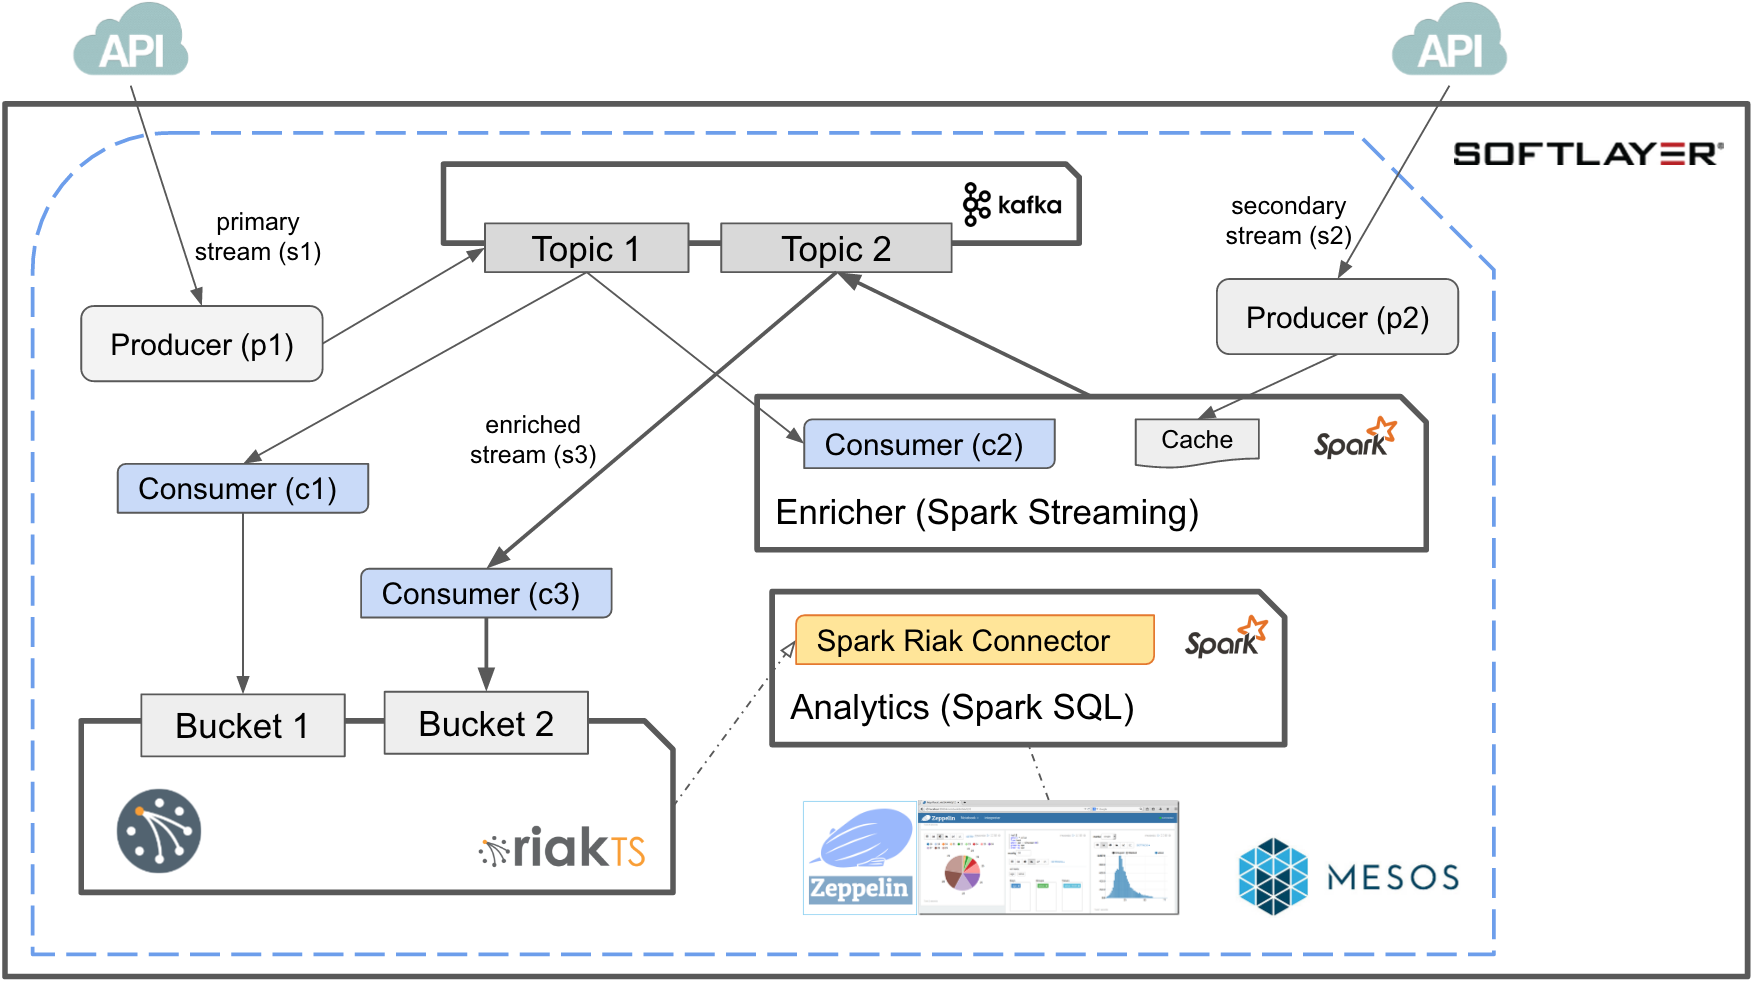 API
API
SOFTLAYER
primary
stream (s1)
kafka
secondary
stream (s2)
Topic 1
Topic 2
Producer (p1)
Producer (p2)
enriched
stream (s3)
Consumer (c2)
Cache
Spark
Consumer (c1)
Enricher (Spark Streaming)
Consumer (c3)
Spark Riak Connector
Spark
Analytics (Spark SQL)
Bucket 1
Bucket 2
riakTS
Zeppelin
Zeppelin
MESOS